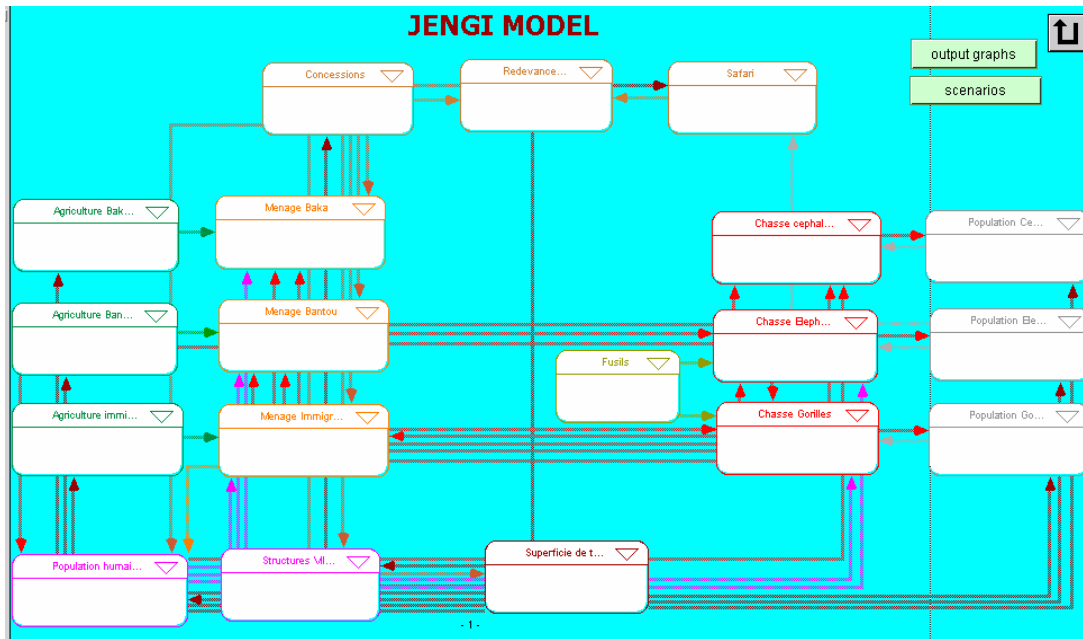 JENGI MODEL
output graphs
scenarios
Concessions
Redevance...
Safari
Agriculture Bak...
Menage Baka
Chasse cephal...
Population Ce...
Agriculture Ban...
Menage Bantou
Chasse Eleph...
Population Ele...
Fusils
Agriculture immi...
Menage Immigr...
Chasse Gorilles
Population Go...
Population humai...
Structures Vil...
Superficie de t...
- 1 -